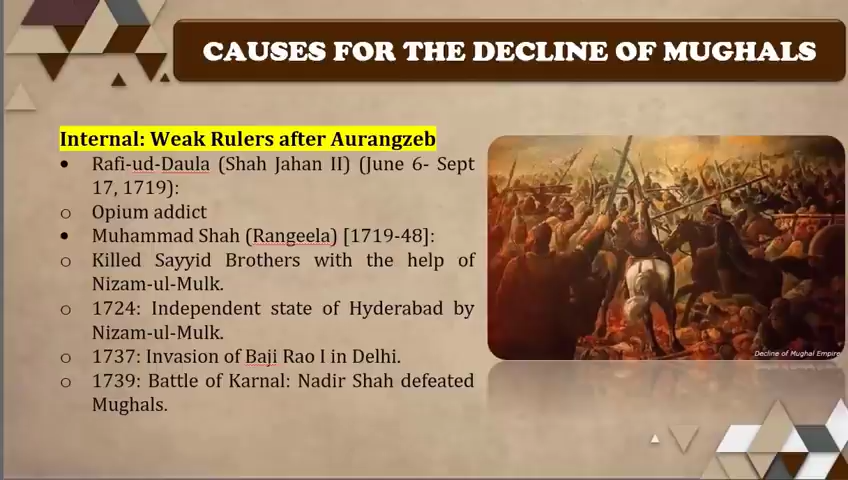 CAUSES FOR THE DECLINE OF MUGHALS
Internal: Weak Rulers after Aurangzeb
• Rafi-ud-Daula (Shah Jahan II) (June 6- Sept
17, 1719):
o Opium addict
• Muhammad Shah (Rangeela) [1719-48]:
o Killed Sayyid Brothers with the help of
Nizam-ul-Mulk.
o 1724: Independent state of Hyderabad by
Nizam-ul-Mulk.
o 1737: Invasion of Baji Rao I in Delhi.
o 1739: Battle of Karnal: Nadir Shah defeated
Mughals.
Decline of Mughal Empire